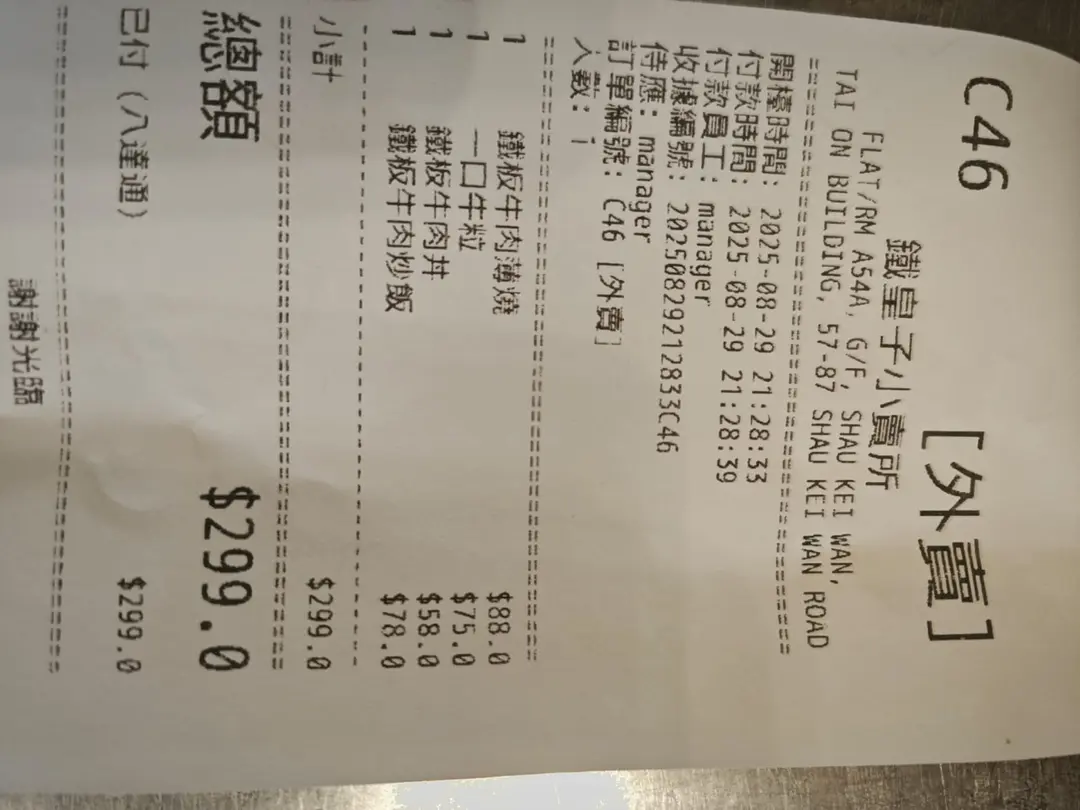 C46 [外賣]
鐵皇子小賣所
FLAT/RM A54A, G/F, SHAU KEI WAN,
TAI ON BUILDING, 57-87 SHAU KEI WAN ROAD
開檯時間: 2025-08-29 21:28:33
付款時間: 2025-08-29 21:28:39
付款員工: manager
收據編號: 20250829212833C46
侍應: manager
訂單編號: C46 [外賣]
人數: 1
1 鐵板牛肉薄燒 $88.0
1 一口牛粒 $75.0
1 鐵板牛肉丼 $58.0
1 鐵板牛肉炒飯 $78.0
小計 $299.0
總額 $299.0
已付 (八達通) $299.0
謝謝光臨